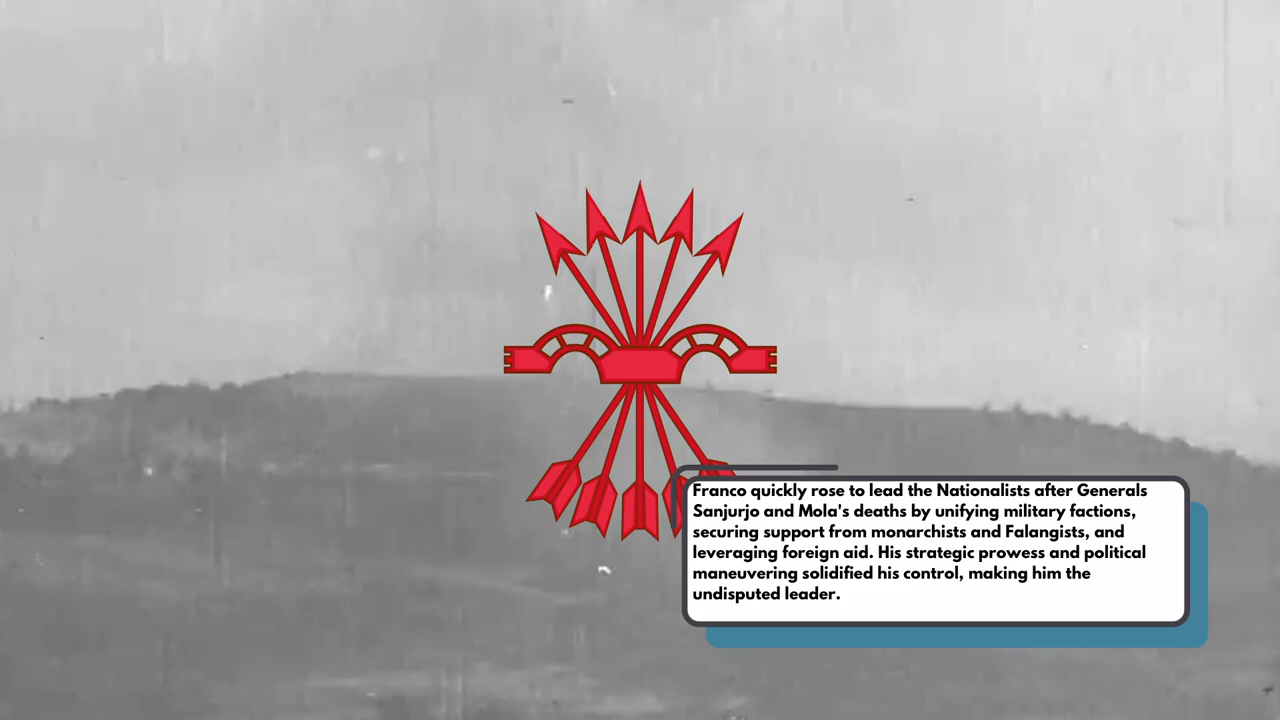 Franco quickly rose to lead the Nationalists after Generals
Sanjurjo and Mola's deaths by unifying military factions,
securing support from monarchists and Falangists, and
leveraging foreign aid. His strategic prowess and political
maneuvering solidified his control, making him the
undisputed leader.